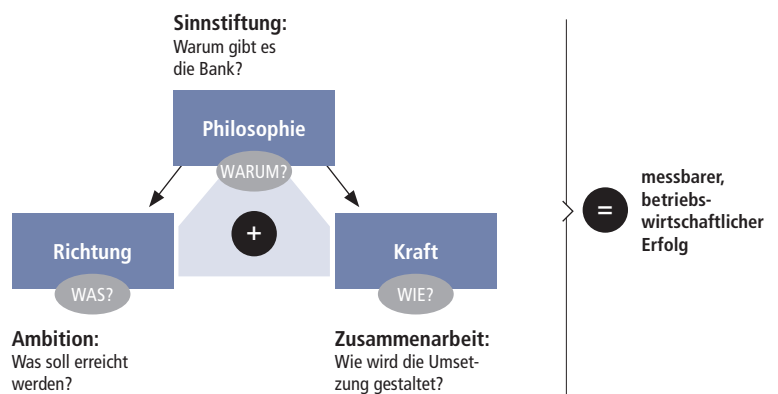 Sinnstiftung:
Warum gibt es
die Bank?
Philosophie
WARUM?
Richtung
WAS?
+
Kraft
WIE?
Ambition:
Was soll erreicht
werden?
Zusammenarbeit:
Wie wird die Umset-
zung gestaltet?
=
messbarer,
betriebs-
wirtschaftlicher
Erfolg